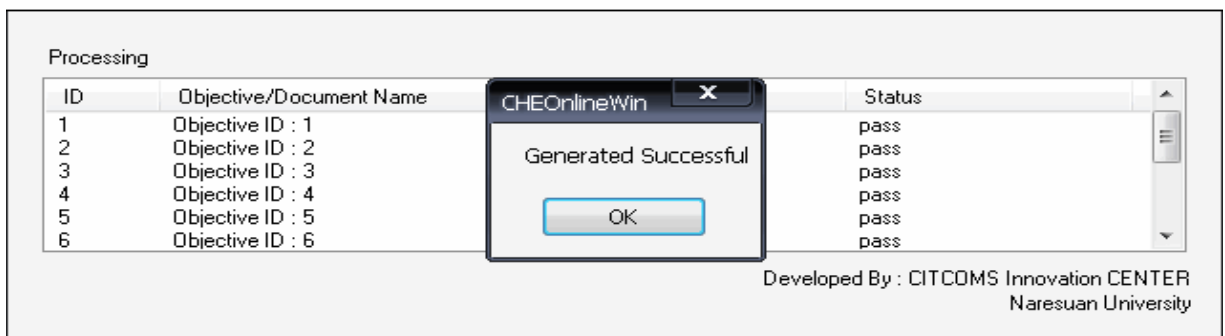 Processing
ID Objective/Document Name Status
CHEOnlineWin X
1 Objective ID : 1 pass
2 Objective ID : 2 pass
Generated Successful
3 Objective ID : 3 pass
4 Objective ID : 4 pass
5 Objective ID : 5 pass
OK
6 Objective ID : 6 pass
Developed By : CITCOMS Innovation CENTER
Naresuan University